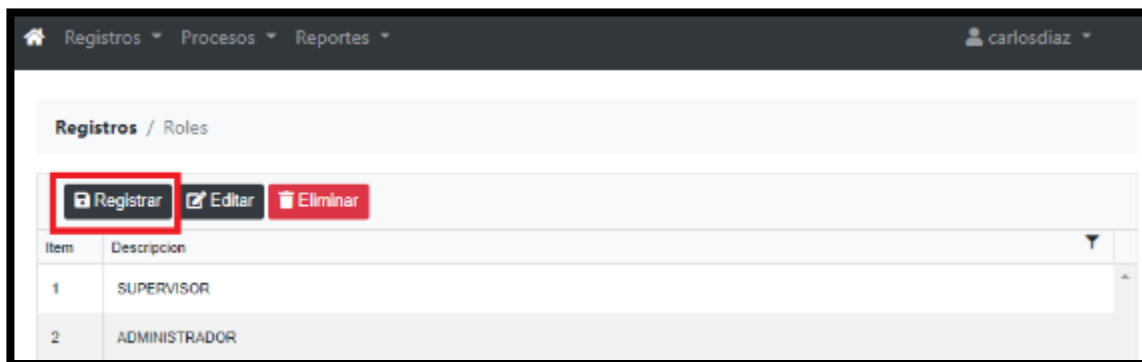 Registros Procesos Reportes carlosdiaz
Registros / Roles
Registrar Editar Eliminar
Item Descripcion
1 SUPERVISOR
2 ADMINISTRADOR